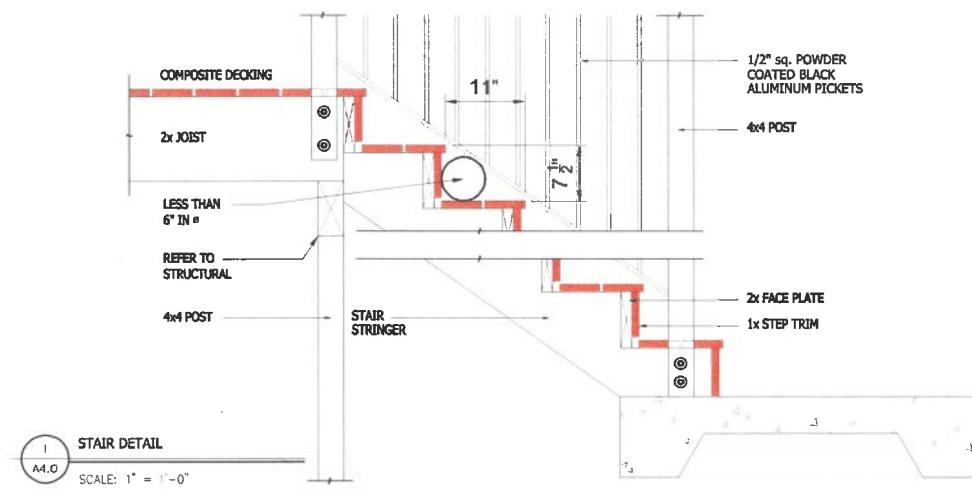 COMPOSITE DECKING
2x JOIST
11"
1/2" sq. POWDER
COATED BLACK
ALUMINUM PICKETS
4x4 POST
7 1/2"
LESS THAN
6" IN ø
REFER TO
STRUCTURAL
4x4 POST
STAIR
STRINGER
2x FACE PLATE
1x STEP TRIM
1
A4.0
STAIR DETAIL
SCALE: 1" = 1'-0"